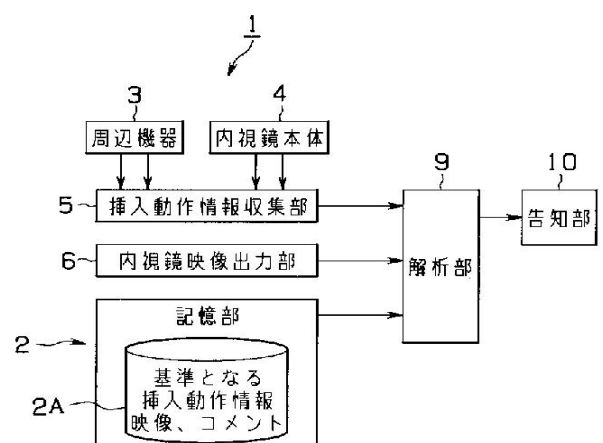 1
3
4
周辺機器
内視鏡本体
9
10
5
挿入動作情報収集部
告知部
6
内視鏡映像出力部
解析部
記憶部
2
2A
基準となる
挿入動作情報
映像、コメント